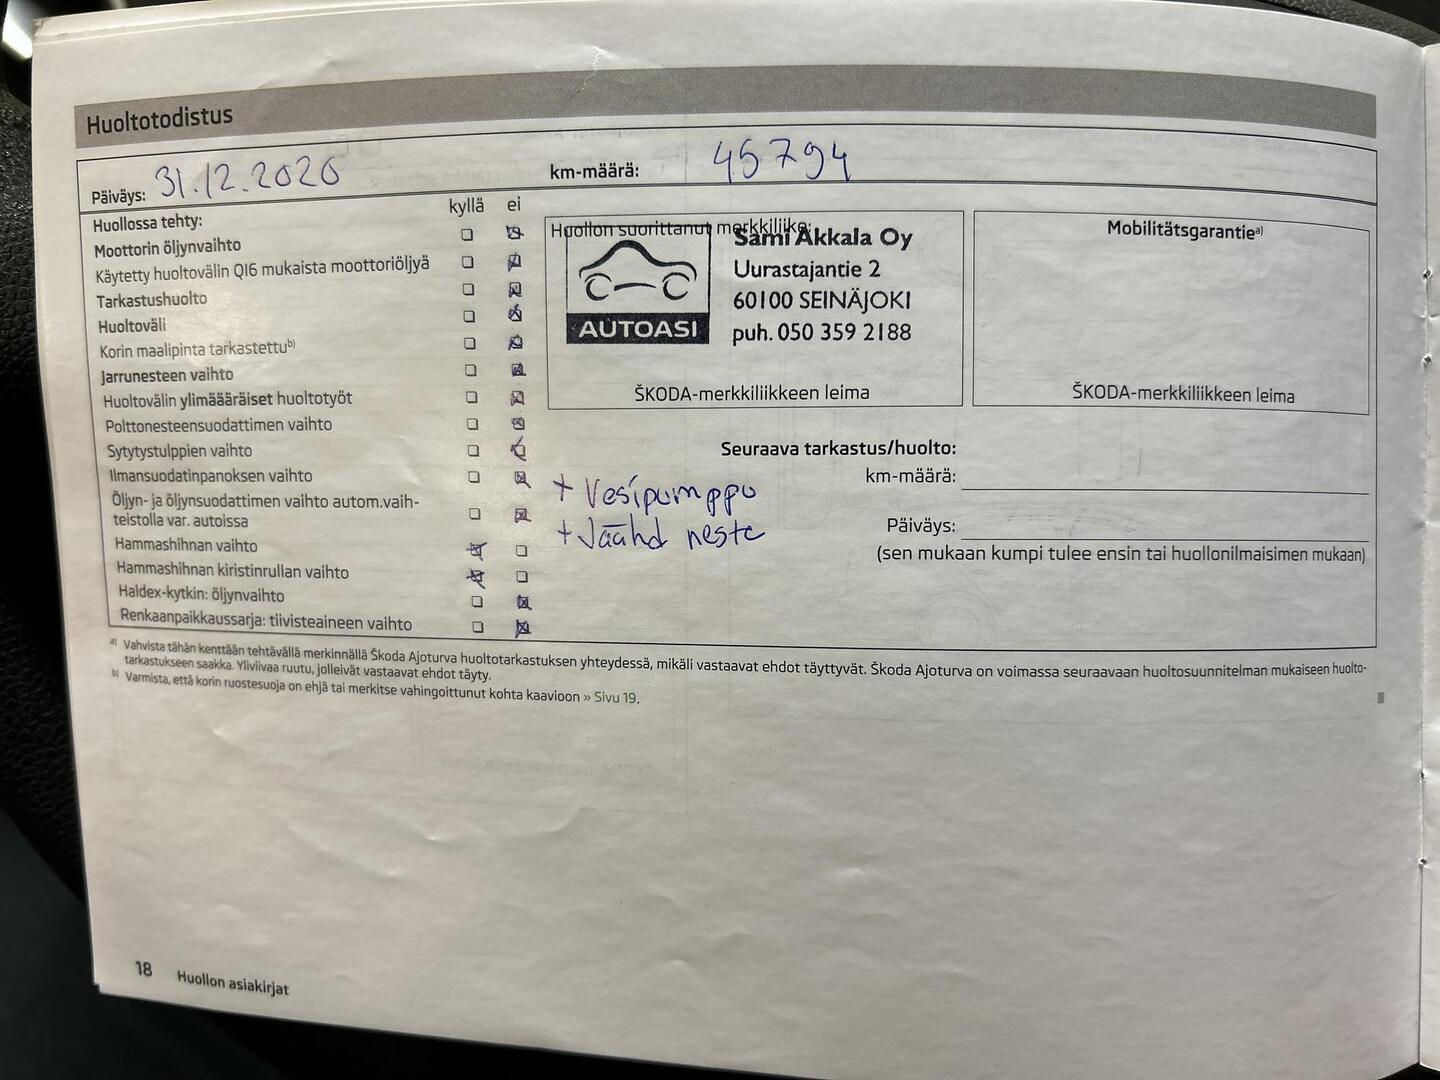 Huoltotodistus
Päiväys: 31.12.2020
km-määrä: 45794
kyllä ei
Huollossa tehty:
Moottorin öljynvaihto
Käytetty huoltovälin QI6 mukaista moottoriöljyä
Tarkastushuolto
Huoltoväli
Korin maalipinta tarkastettu b)
Jarrunesteen vaihto
Huoltovälin ylimääräiset huoltotyöt
Polttonesteensuodattimen vaihto
Sytytystulppien vaihto
Ilmansuodatinpanoksen vaihto
Öljyn- ja öljynsuodattimen vaihto autom.vaih-
teistolla var. autoissa
Hammashihnan vaihto
Hammashihnan kiristinrullan vaihto
Haldex-kytkin: öljynvaihto
Renkaanpaikkaussarja: tiivisteaineen vaihto
Huollon suorittanut merkkiliike:
Sami Akkala Oy
Uurastajantie 2
60100 SEINÄJOKI
puh. 050 359 2188
AUTOASI
ŠKODA-merkkiliikkeen leima
Mobilitätsgarantie a)
ŠKODA-merkkiliikkeen leima
Seuraava tarkastus/huolto:
km-määrä:
Päiväys:
(sen mukaan kumpi tulee ensin tai huollonilmaisimen mukaan)
+ Vesipumppu
+ Jäähd neste
a) Vahvista tähän kenttään tehtävällä merkinnällä Škoda Ajoturva huoltotarkastuksen yhteydessä, mikäli vastaavat ehdot täyttyvät. Škoda Ajoturva on voimassa seuraavaan huoltosuunnitelman mukaiseen huolto-
tarkastukseen saakka. Yliviivaa ruutu, jolleivät vastaavat ehdot täyty.
b) Varmista, että korin ruostesuoja on ehjä tai merkitse vahingoittunut kohta kaavioon » Sivu 19.
18 Huollon asiakirjat